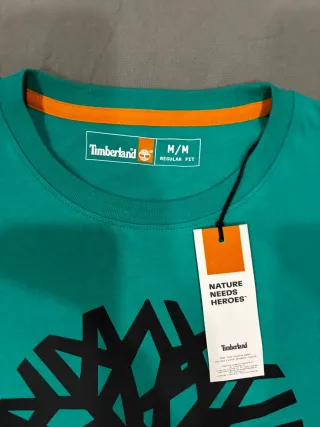 Timberland
M/M
REGULAR FIT
NATURE
NEEDS
HEROES™
Timberland